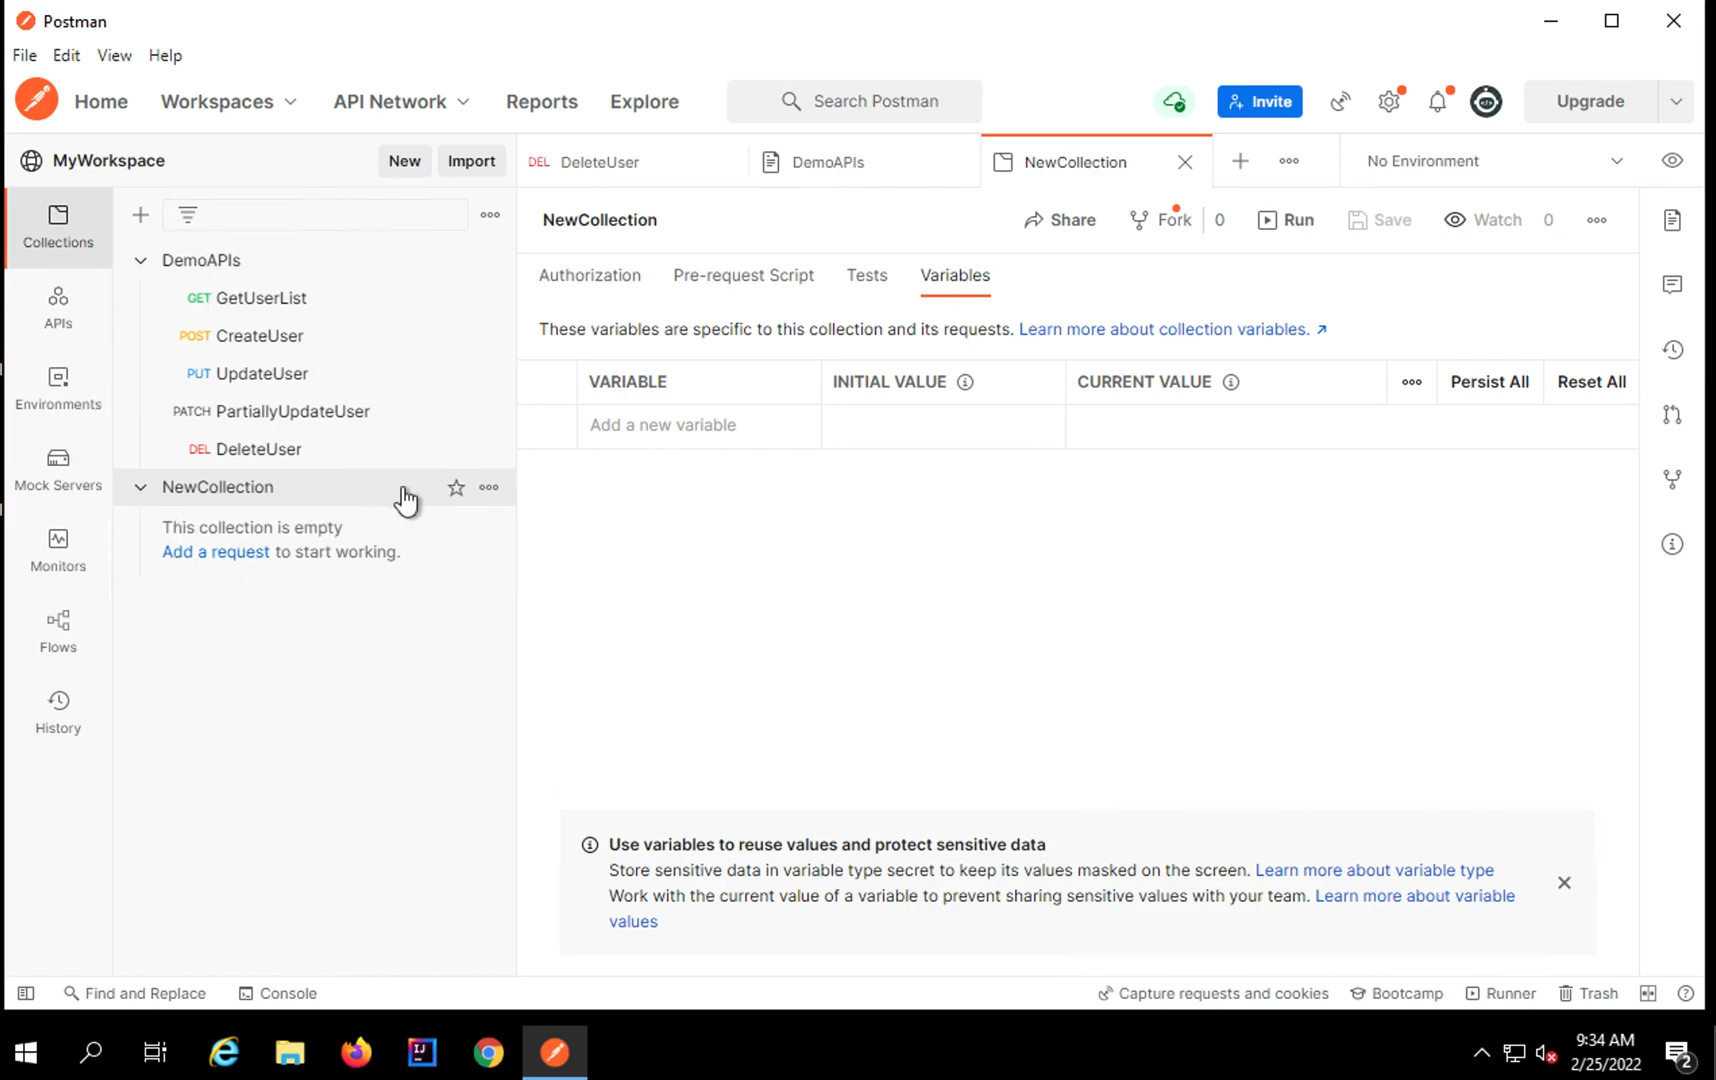 Postman
File Edit View Help
Home Workspaces API Network Reports Explore Search Postman Invite Upgrade
MyWorkspace New Import DEL DeleteUser DemoAPIs NewCollection No Environment
Collections
DemoAPIs
NewCollection Share Fork 0 Run Save Watch 0
GET GetUserList
Authorization Pre-request Script Tests Variables
APIs
POST CreateUser
These variables are specific to this collection and its requests. Learn more about collection variables. ↗
PUT UpdateUser
VARIABLE INITIAL VALUE CURRENT VALUE Persist All Reset All
Environments
PATCH PartiallyUpdateUser
Add a new variable
DEL DeleteUser
Mock Servers
NewCollection
This collection is empty
Add a request to start working.
Monitors
Flows
History
Use variables to reuse values and protect sensitive data
Store sensitive data in variable type secret to keep its values masked on the screen. Learn more about variable type
Work with the current value of a variable to prevent sharing sensitive values with your team. Learn more about variable
values
Find and Replace Console Capture requests and cookies Bootcamp Runner Trash
IJ
9:34 AM
2/25/2022
2